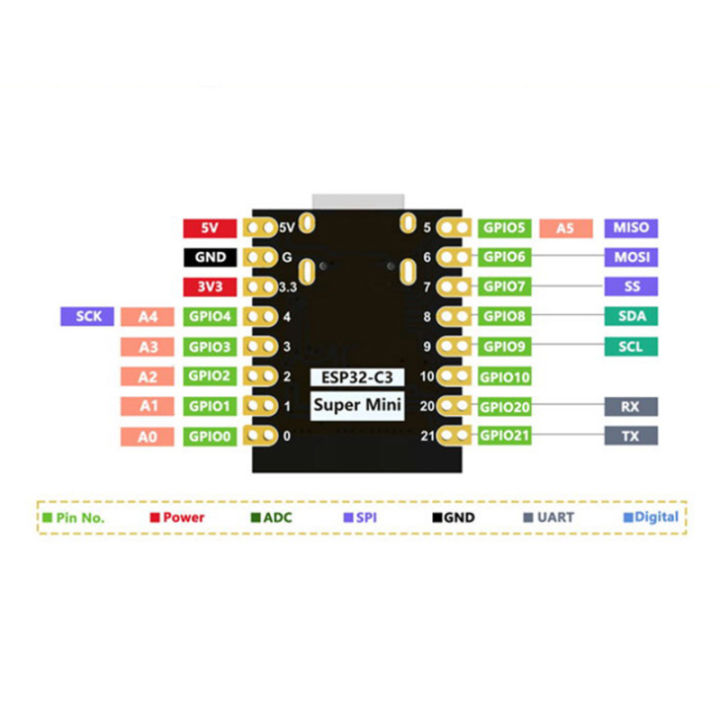 5V 5V 5 GPIO5 A5 MISO
GND G 6 GPIO6 MOSI
3V3 3.3 7 GPIO7 SS
SCK A4 GPIO4 4 8 GPIO8 SDA
A3 GPIO3 3 9 GPIO9 SCL
A2 GPIO2 2 ESP32-C3 10 GPIO10
A1 GPIO1 1 Super Mini 20 GPIO20 RX
A0 GPIO0 0 21 GPIO21 TX
Pin No. Power ADC SPI GND UART Digital